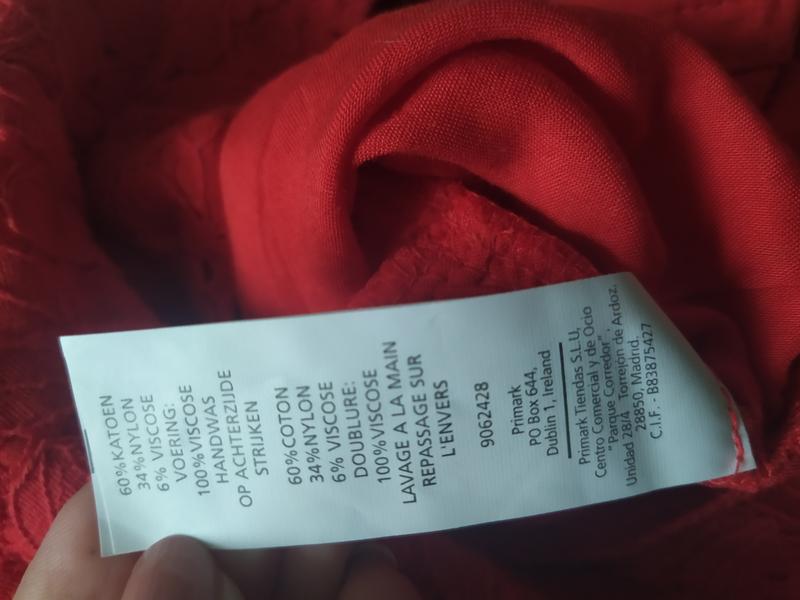 60%KATOEN
34%NYLON
6% VISCOSE
VOERING:
100%VISCOSE
HANDWAS
OP ACHTERZIJDE
STRIJKEN
60%COTON
34%NYLON
6% VISCOSE
DOUBLURE:
100%VISCOSE
LAVAGE A LA MAIN
REPASSAGE SUR
L'ENVERS
9062428
Primark
PO Box 644,
Dublin 1, Ireland
Primark Tiendas S.L.U,
Centro Comercial y de Ocio
"Parque Corredor".
Unidad 2B/4 Torrejón de Ardoz.
28850, Madrid.
C.I.F. - B83875427